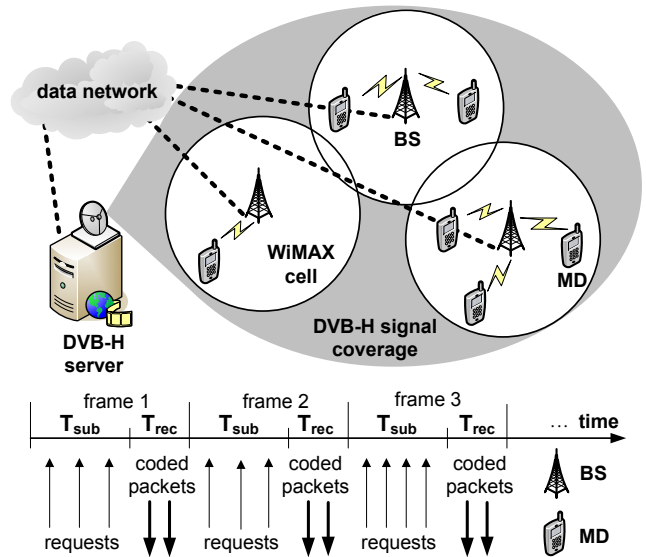 data network
BS
WiMAX
cell
MD
DVB-H
server
DVB-H signal
coverage
frame 1
frame 2
frame 3
Tsub
Trec
Tsub
Trec
Tsub
Trec
... time
coded
packets
coded
packets
coded
packets
BS
requests
requests
requests
MD